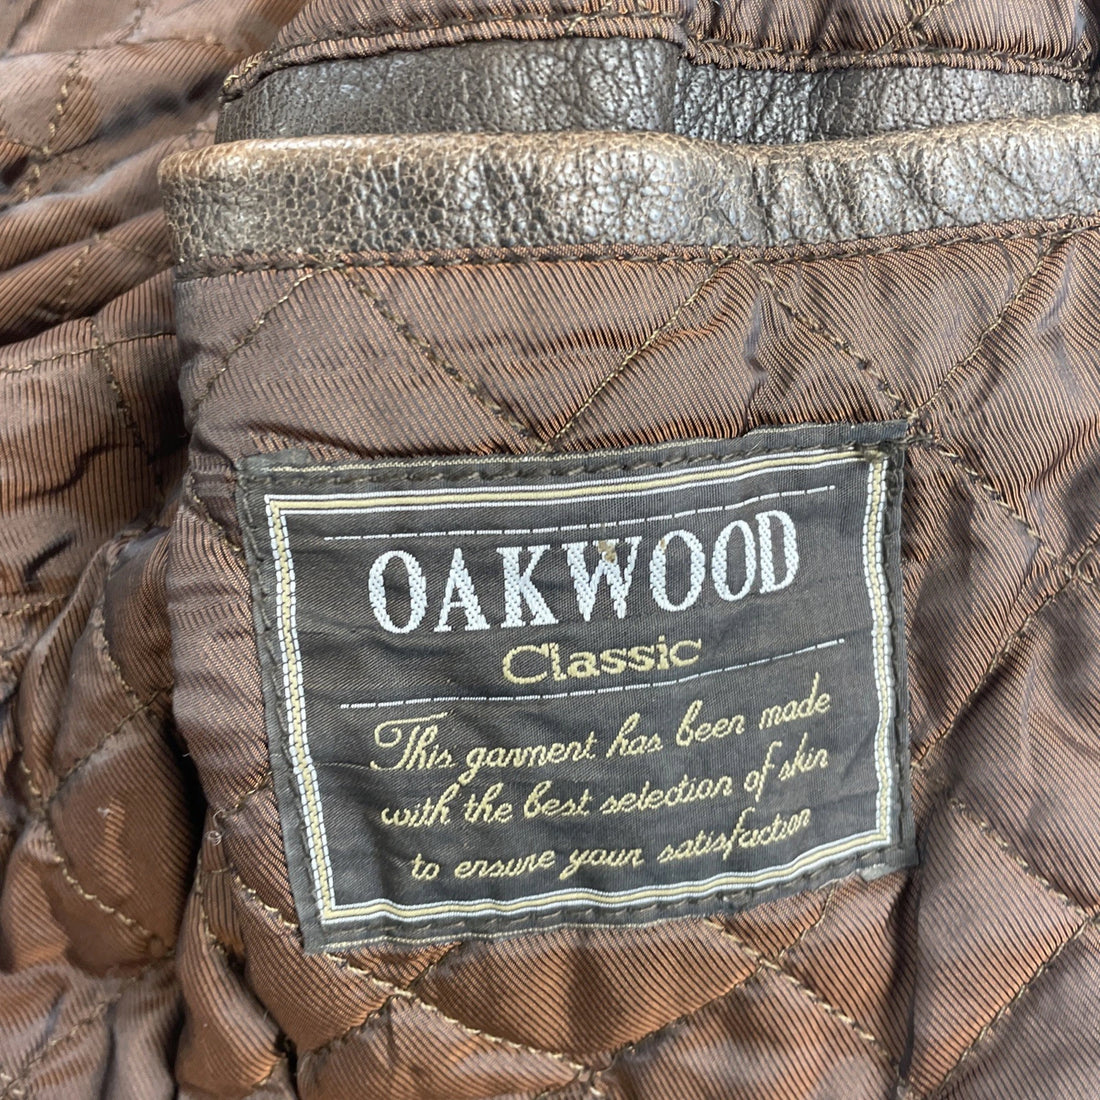 OAKWOOD
Classic
This garment has been made
with the best selection of skin
to ensure your satisfaction